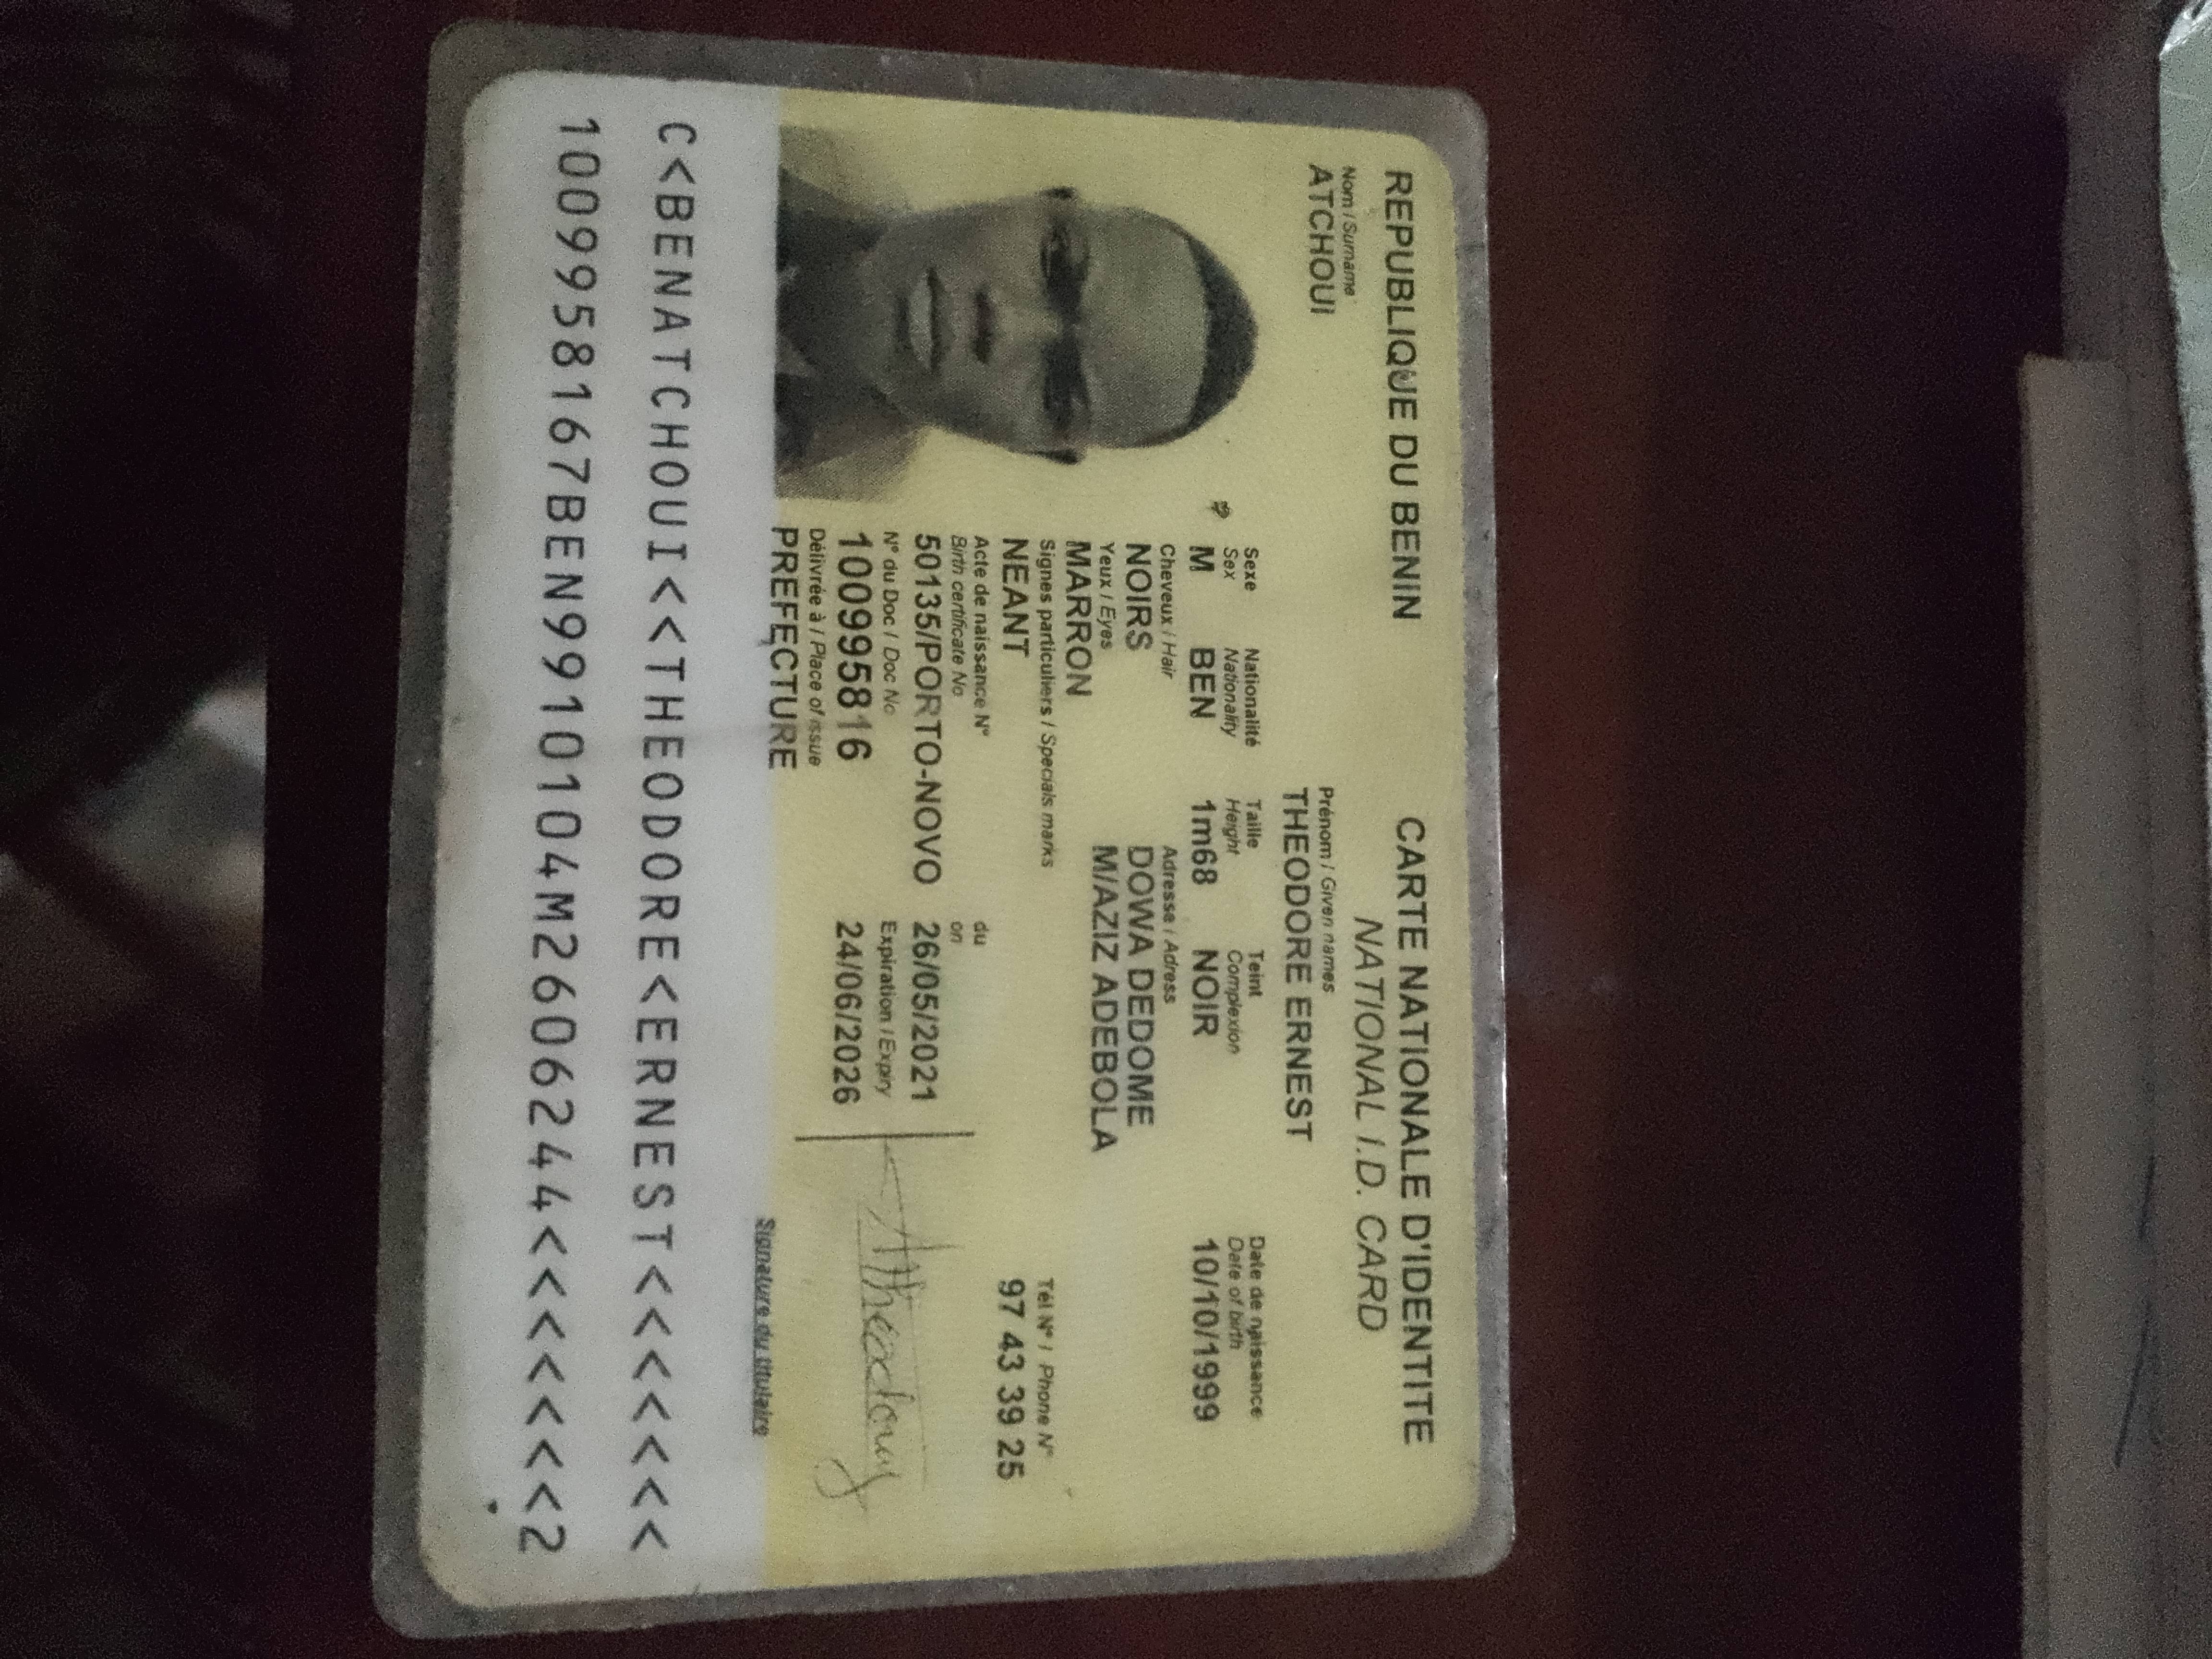 REPUBLIQUE DU BENIN
CARTE NATIONALE D'IDENTITE
NATIONAL I.D. CARD
Nom / Surname
ATCHOUI
Prénom / Given names
THEODORE ERNEST
Sexe Nationalité Taille Teint Date de naissance
Sex Nationality Height Complexion Date of birth
M BEN 1m68 NOIR 10/10/1999
Cheveux / Hair Adresse / Adress
NOIRS DOWA DEDOME
Yeux / Eyes
MARRON M/AZIZ ADEBOLA
Signes particuliers / Specials marks Tél N° / Phone N°
NEANT 97 43 39 25
Acte de naissance N° du
Birth certificate No on
50135/PORTO-NOVO 26/05/2021
N° du Doc / Doc No Expiration / Expiry
100995816 24/06/2026
Délivrée à / Place of issue
PREFECTURE
Signature du titulaire
C<BENATCHOUI<<THEODORE<ERNEST<<<<<<<
1009958167BEN9910104M2606244<<<<<<<2